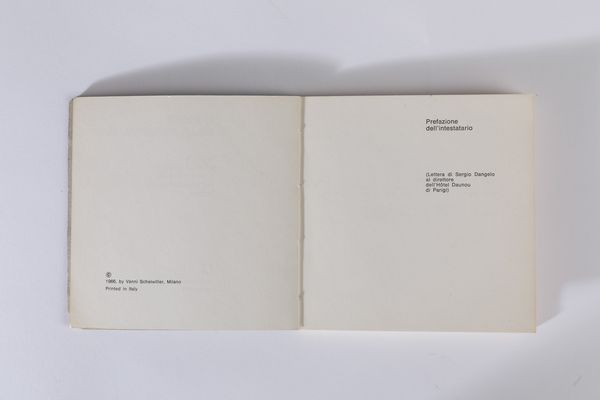 ©
1966, by Vanni Scheiwiller, Milano
Printed in Italy
Prefazione
dell'intestatario
(Lettera di Sergio Dangelo
al direttore
dell'Hôtel Daunou
di Parigi)